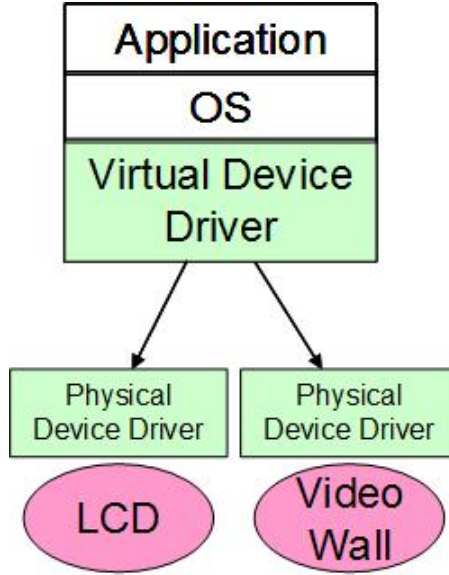 Application
OS
Virtual Device
Driver
Physical
Device Driver
Physical
Device Driver
LCD
Video
Wall